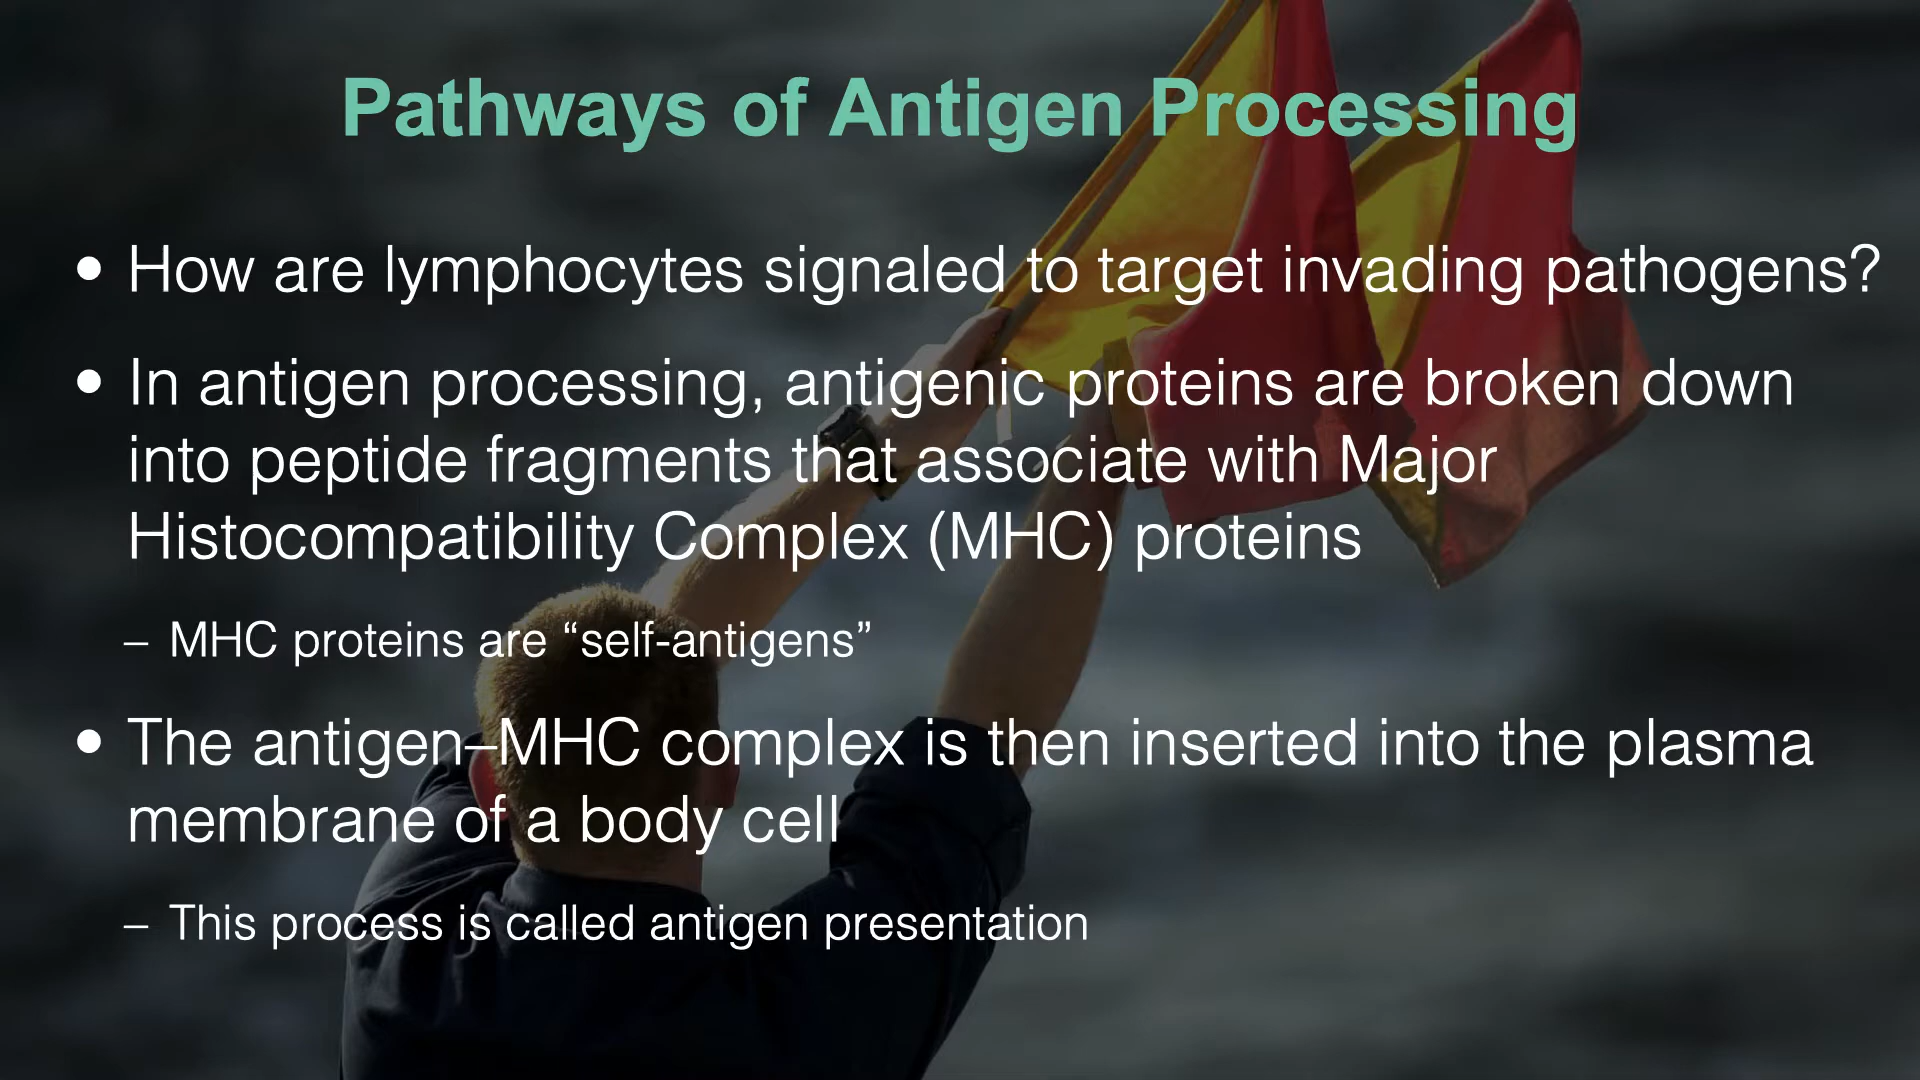 Pathways of Antigen Processing
• How are lymphocytes signaled to target invading pathogens?
• In antigen processing, antigenic proteins are broken down
into peptide fragments that associate with Major
Histocompatibility Complex (MHC) proteins
– MHC proteins are “self-antigens”
• The antigen–MHC complex is then inserted into the plasma
membrane of a body cell
– This process is called antigen presentation